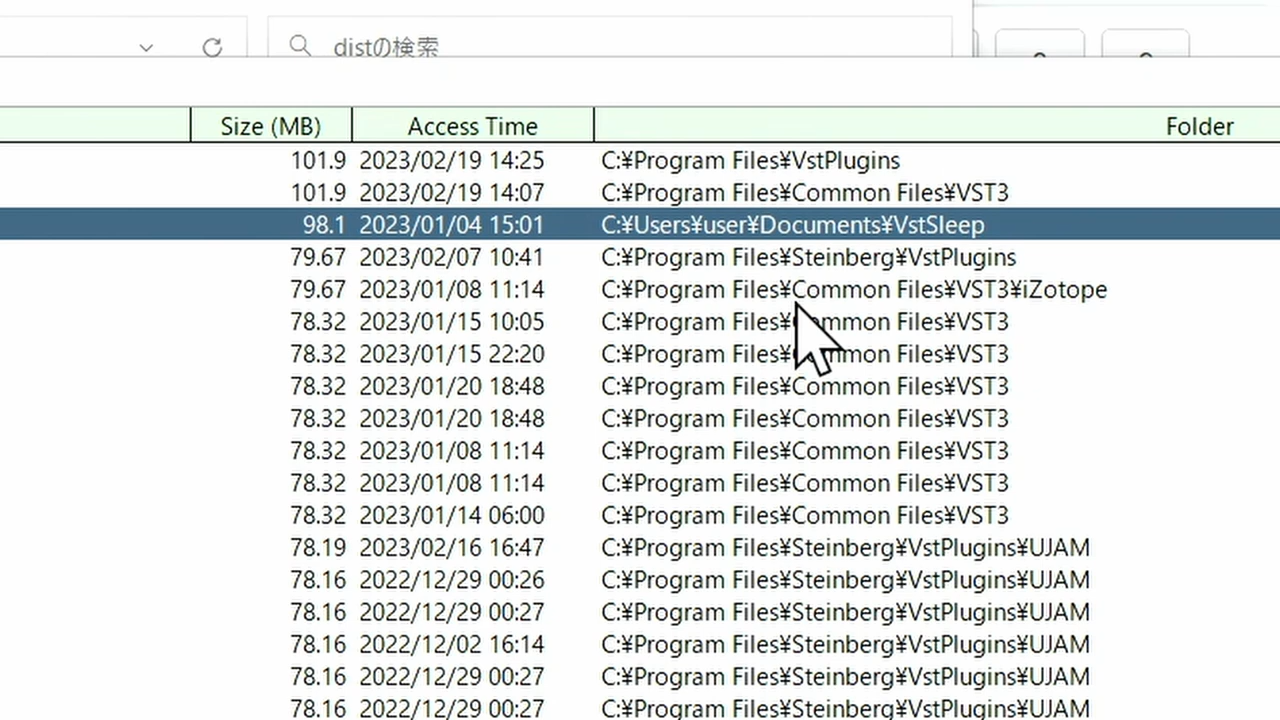 distの検索
Size (MB) Access Time Folder
101.9 2023/02/19 14:25 C:¥Program Files¥VstPlugins
101.9 2023/02/19 14:07 C:¥Program Files¥Common Files¥VST3
98.1 2023/01/04 15:01 C:¥Users¥user¥Documents¥VstSleep
79.67 2023/02/07 10:41 C:¥Program Files¥Steinberg¥VstPlugins
79.67 2023/01/08 11:14 C:¥Program Files¥Common Files¥VST3¥iZotope
78.32 2023/01/15 10:05 C:¥Program Files¥Common Files¥VST3
78.32 2023/01/15 22:20 C:¥Program Files¥Common Files¥VST3
78.32 2023/01/20 18:48 C:¥Program Files¥Common Files¥VST3
78.32 2023/01/20 18:48 C:¥Program Files¥Common Files¥VST3
78.32 2023/01/08 11:14 C:¥Program Files¥Common Files¥VST3
78.32 2023/01/08 11:14 C:¥Program Files¥Common Files¥VST3
78.32 2023/01/14 06:00 C:¥Program Files¥Common Files¥VST3
78.19 2023/02/16 16:47 C:¥Program Files¥Steinberg¥VstPlugins¥UJAM
78.16 2022/12/29 00:26 C:¥Program Files¥Steinberg¥VstPlugins¥UJAM
78.16 2022/12/29 00:27 C:¥Program Files¥Steinberg¥VstPlugins¥UJAM
78.16 2022/12/02 16:14 C:¥Program Files¥Steinberg¥VstPlugins¥UJAM
78.16 2022/12/29 00:27 C:¥Program Files¥Steinberg¥VstPlugins¥UJAM
78.16 2022/12/29 00:27 C:¥Program Files¥Steinberg¥VstPlugins¥UJAM